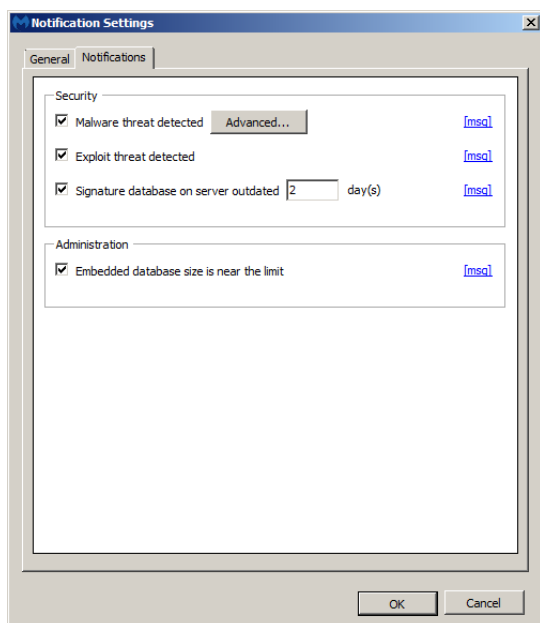 Notification Settings
General Notifications
Security
Malware threat detected Advanced... [msg]
Exploit threat detected [msg]
Signature database on server outdated 2 day(s) [msg]
Administration
Embedded database size is near the limit [msg]
OK Cancel